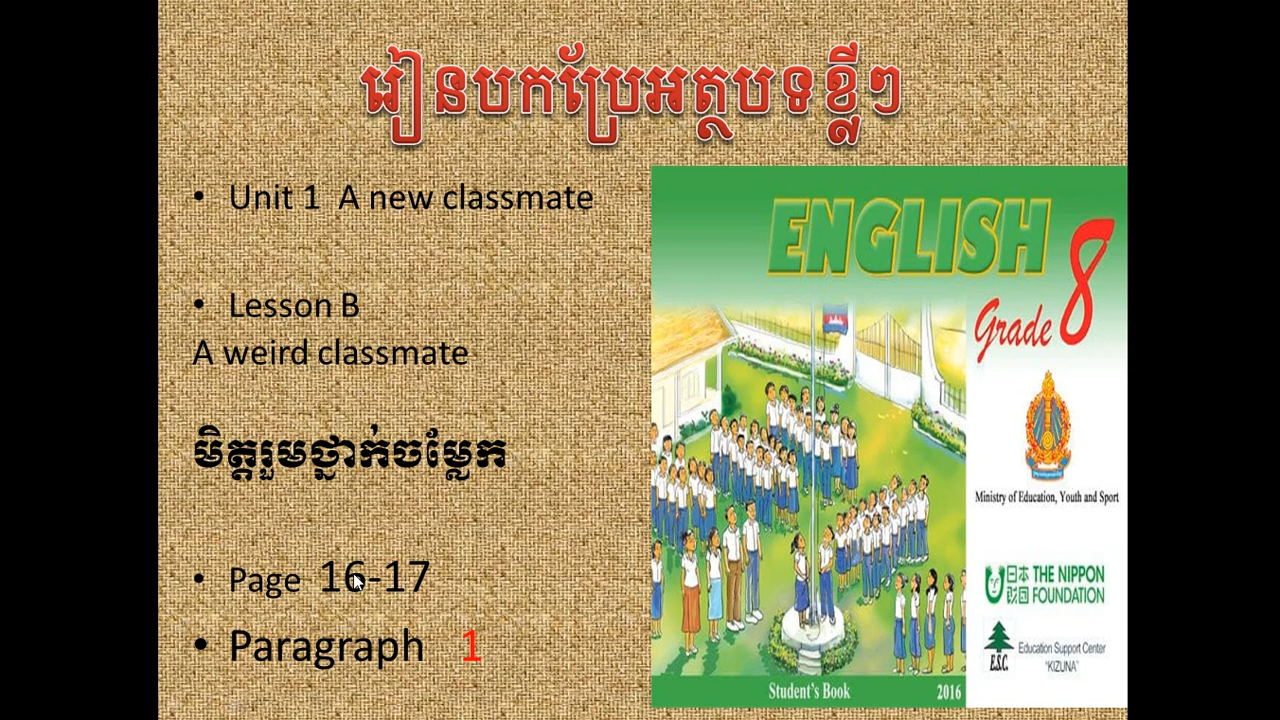 រៀនបកប្រែអត្ថបទខ្លីៗ
• Unit 1 A new classmate
• Lesson B
A weird classmate
មិត្តរួមថ្នាក់ចម្លែក
• Page 16-17
• Paragraph 1
ENGLISH
Grade 8
Ministry of Education, Youth and Sport
日本
財団
THE NIPPON
FOUNDATION
E.S.C.
Education Support Center
"KIZUNA"
Student's Book
2016